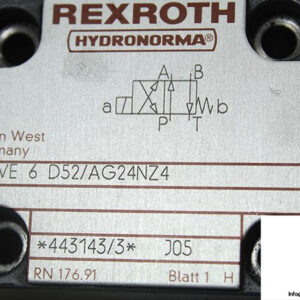 REXROTH
HYDRONORMA®
A B
a b
P T
n West
many
VE 6 D52/AG24NZ4
*443143/3* J05
RN 176.91 Blatt 1 H